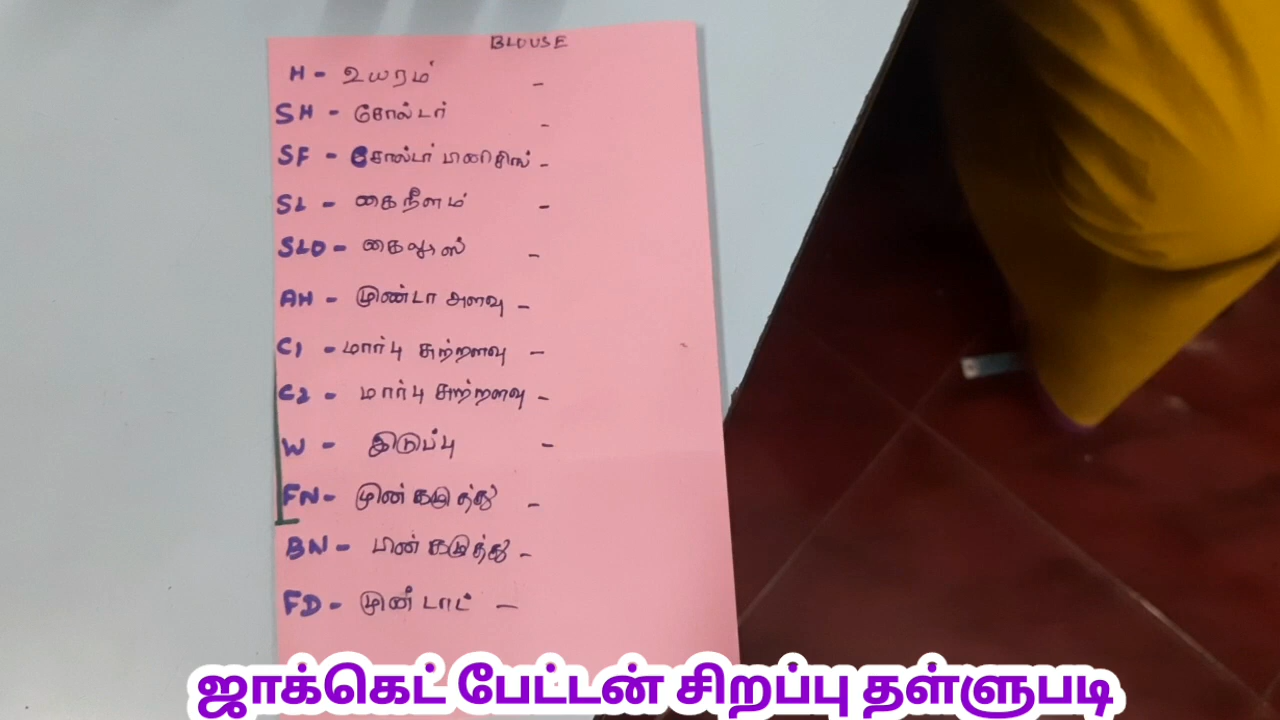 BLOUSE
H - உயரம் -
SH - சோல்டர் -
SF - சோல்டர் பினிசிங் -
SL - கைநீளம் -
SLO - கைலூஸ் -
AH - முண்டா அளவு -
C1 - மார்பு சுற்றளவு -
C2 - மார்பு சுற்றளவு -
W - இடுப்பு -
FN - முன் கழுத்து -
BN - பின் கழுத்து -
FD - முன் டாட் -
ஜாக்கெட் பேட்டன் சிறப்பு தள்ளுபடி